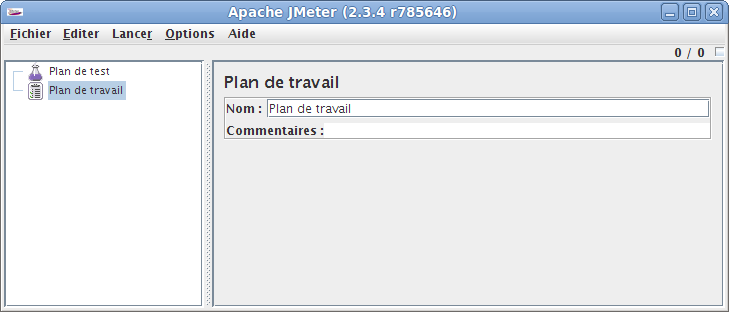 Apache JMeter (2.3.4 r785646)
Fichier Editer Lancer Options Aide
0 / 0
Plan de test
Plan de travail
Plan de travail
Nom : Plan de travail
Commentaires :